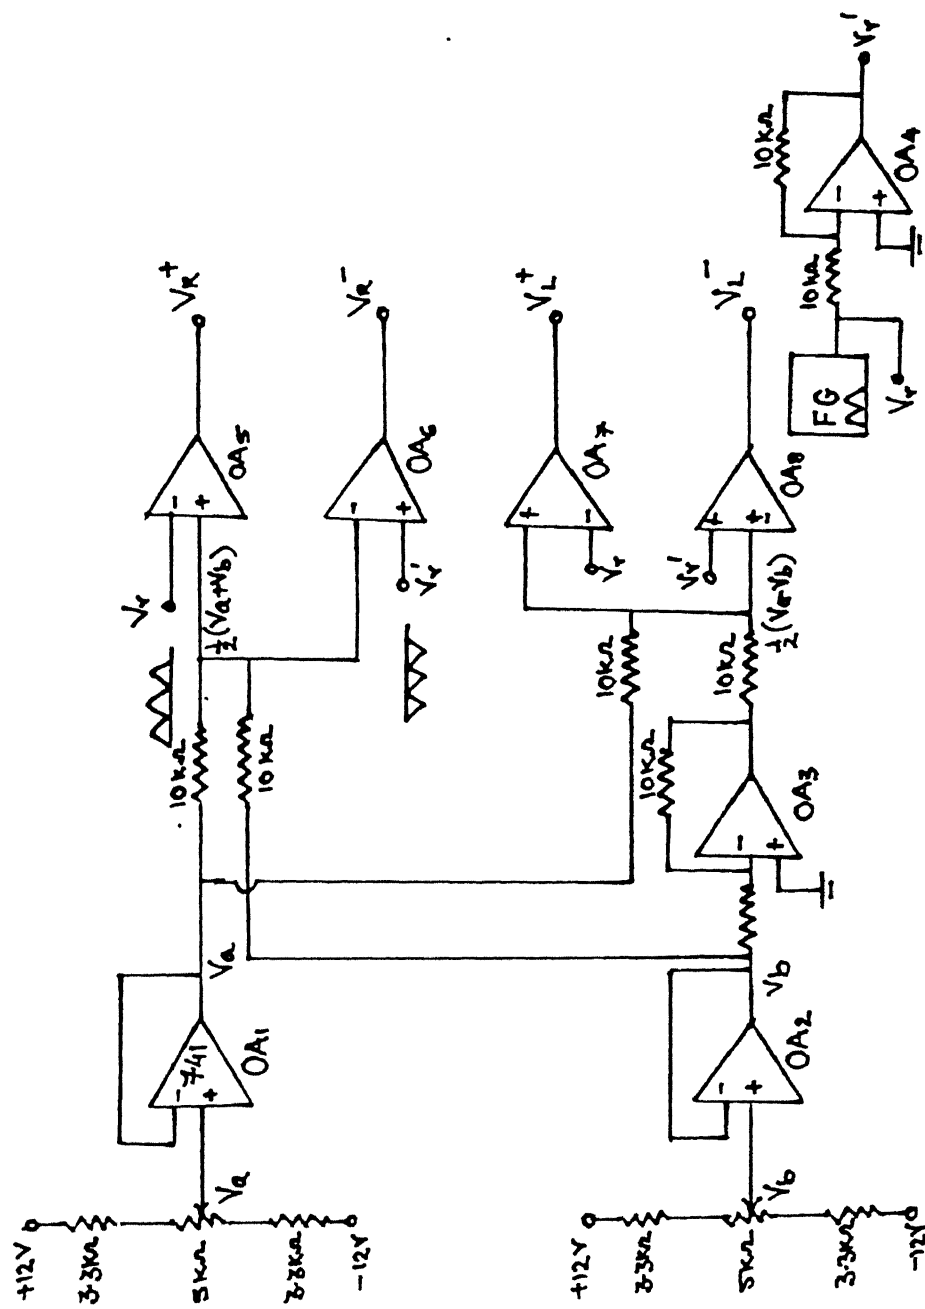 +12V
3.3KΩ
5KΩ
3.3KΩ
-12V
Va
741
-
+
OA1
Va
10KΩ
10KΩ
Vr
½(Va+Vb)
-
+
OA5
VR+
Vr'
-
+
OA6
VR-
+12V
3.3KΩ
5KΩ
3.3KΩ
-12V
Vb
-
+
OA2
Vb
10KΩ
-
+
OA3
10KΩ
10KΩ
½(Va-Vb)
Vr
+
-
OA7
VL+
Vr'
OA8
VL-
FG
Vr
10KΩ
10KΩ
-
+
OA4
Vr'